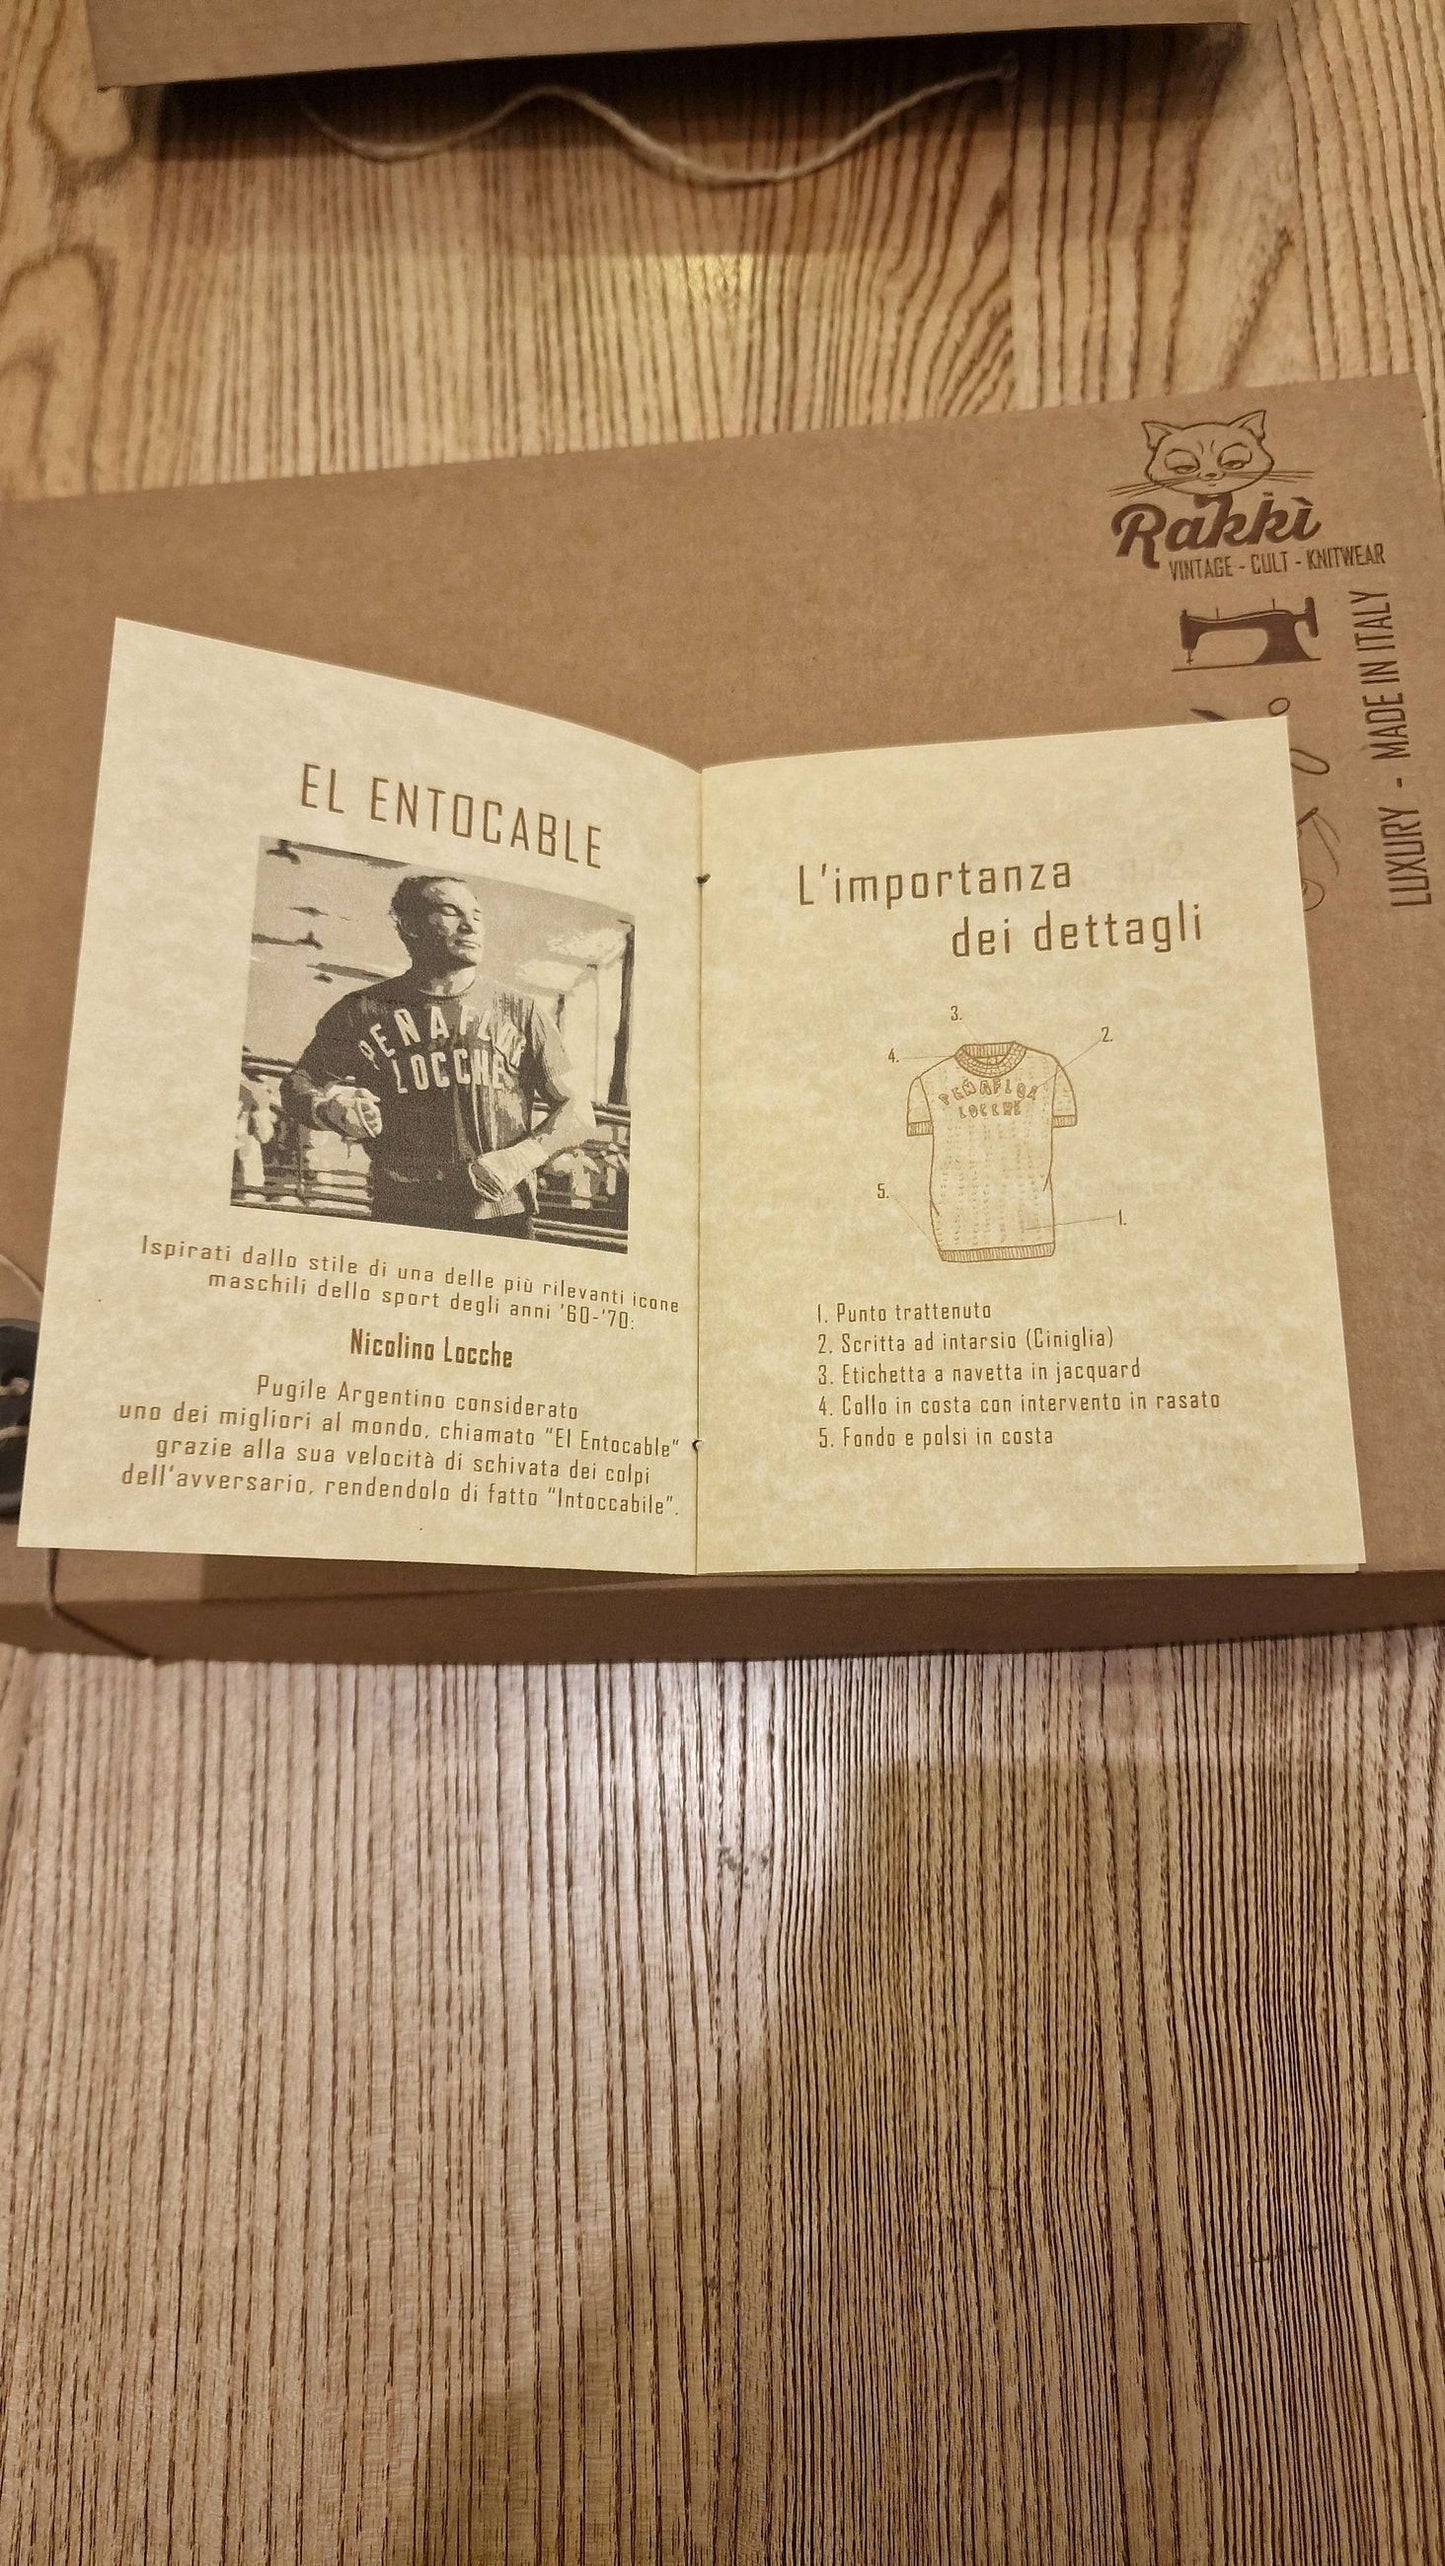 Rakkì
VINTAGE - CULT - KNITWEAR
LUXURY - MADE IN ITALY
EL ENTOCABLE
PEÑAFLOR
LOCCHE
Ispirati dallo stile di una delle più rilevanti icone
maschili dello sport degli anni '60-'70:
Nicolino Locche
Pugile Argentino considerato
uno dei migliori al mondo, chiamato "El Entocable"
grazie alla sua velocità di schivata dei colpi
dell'avversario, rendendolo di fatto "Intoccabile".
L'importanza
dei dettagli
3.
2.
4.
PEÑAFLOR
LOCCHE
5.
1.
1. Punto trattenuto
2. Scritta ad intarsio (Ciniglia)
3. Etichetta a navetta in jacquard
4. Collo in costa con intervento in rasato
5. Fondo e polsi in costa